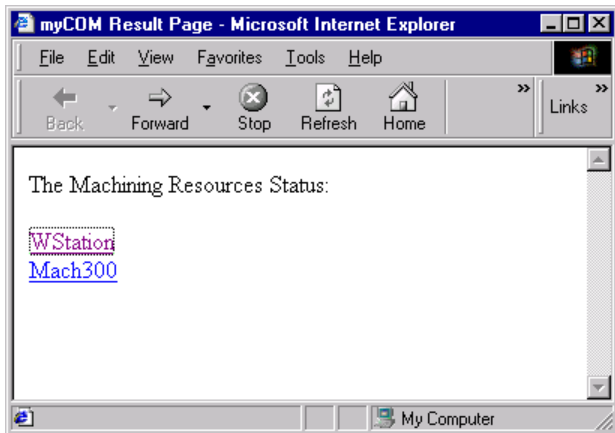 myCOM Result Page - Microsoft Internet Explorer
File Edit View Favorites Tools Help
Back Forward Stop Refresh Home » Links »
The Machining Resources Status:
WStation
Mach300
My Computer